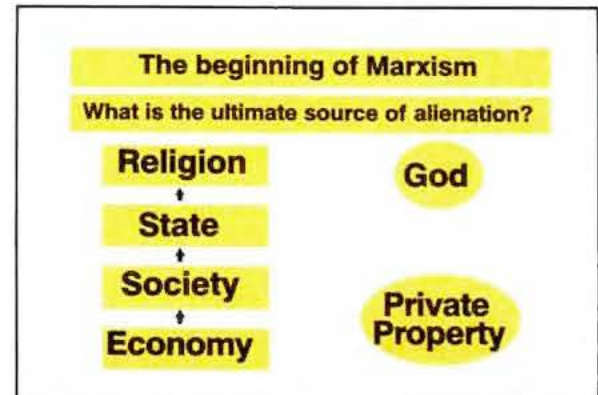 The beginning of Marxism
What is the ultimate source of alienation?
Religion
God
State
Society
Private
Property
Economy